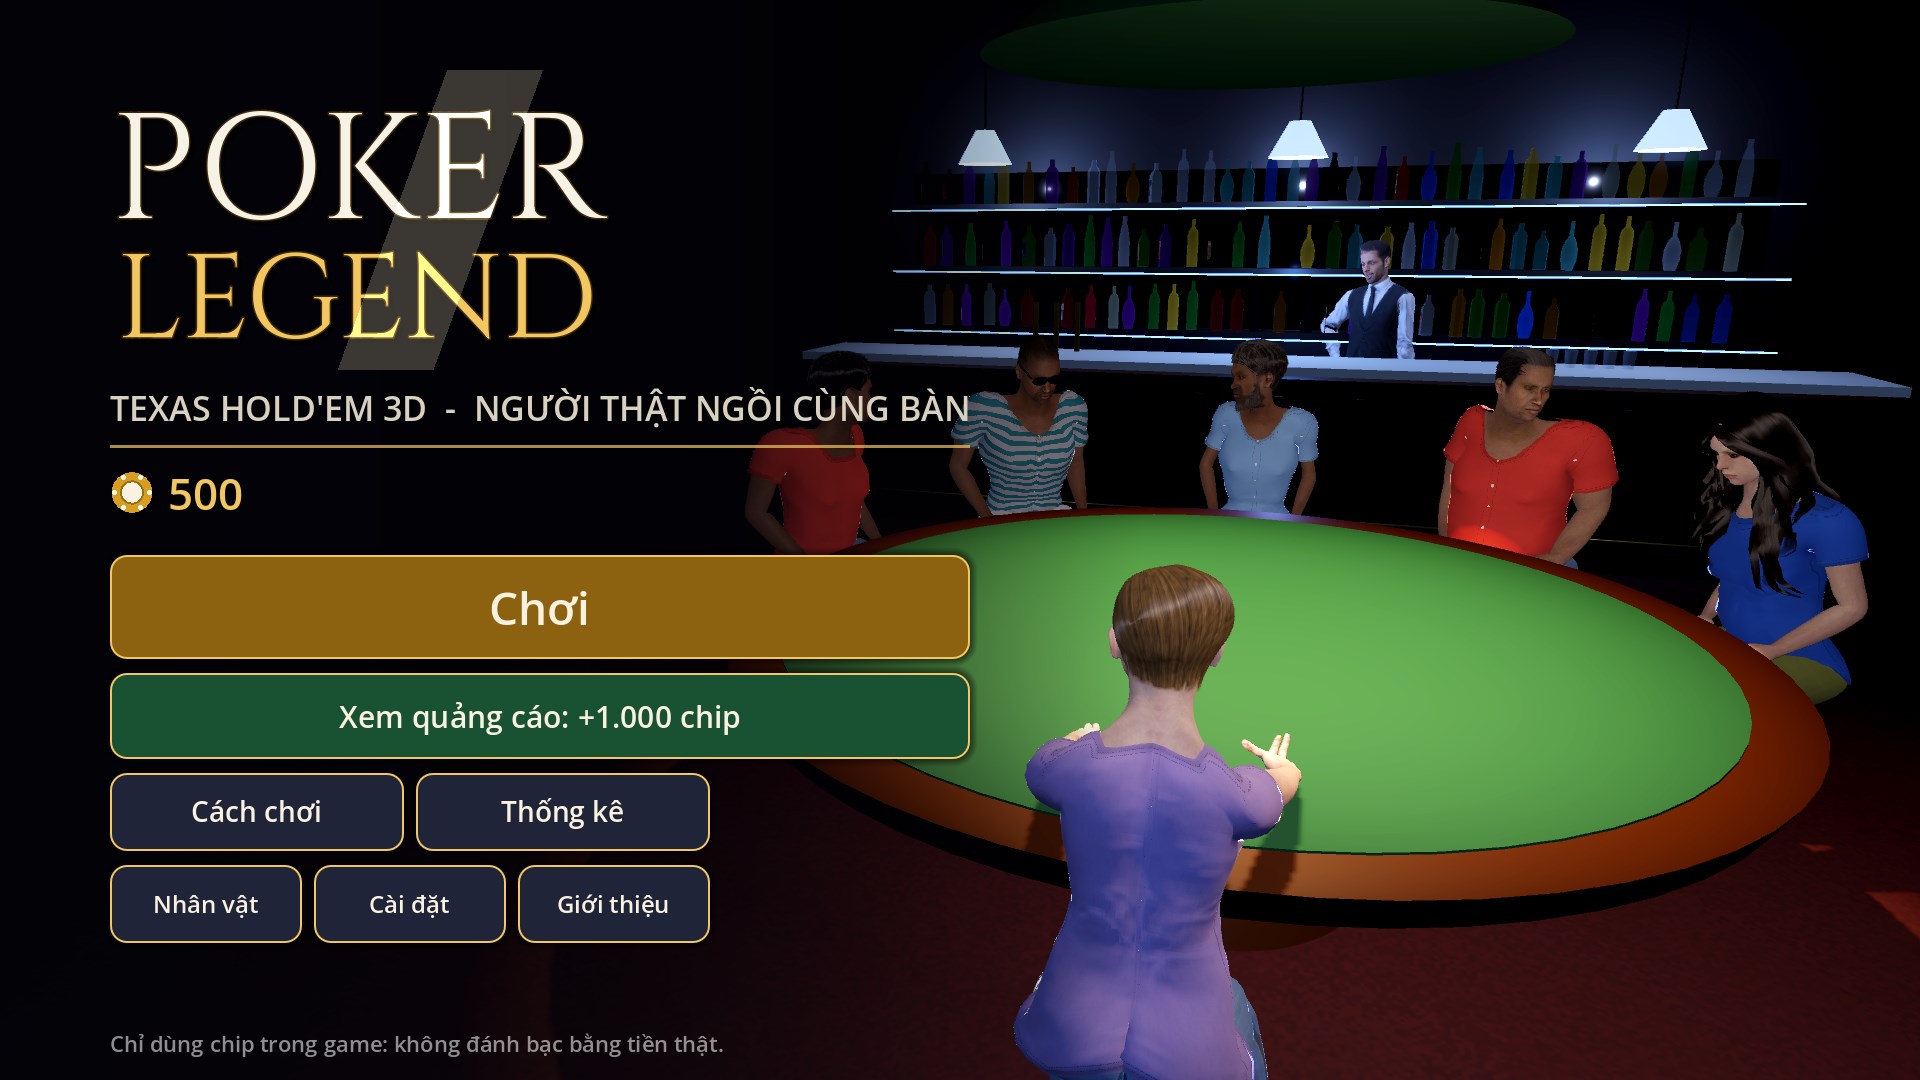 POKER
LEGEND
TEXAS HOLD'EM 3D - NGƯỜI THẬT NGỒI CÙNG BÀN
500
Chơi
Xem quảng cáo: +1.000 chip
Cách chơi
Thống kê
Nhân vật
Cài đặt
Giới thiệu
Chỉ dùng chip trong game: không đánh bạc bằng tiền thật.